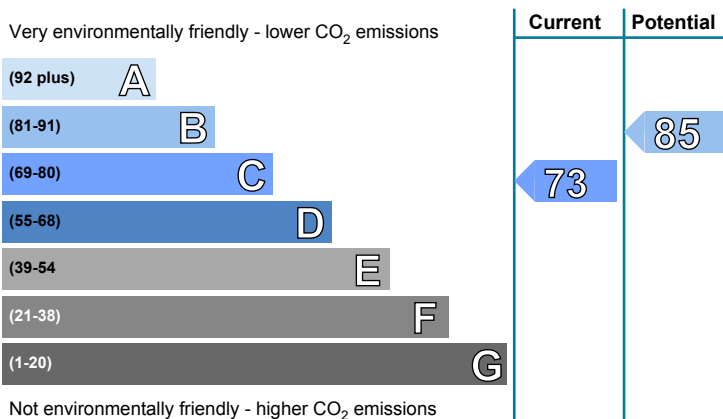 Very environmentally friendly - lower CO2 emissions
Current
Potential
(92 plus) A
(81-91) B
85
(69-80) C
73
(55-68) D
(39-54 E
(21-38) F
(1-20) G
Not environmentally friendly - higher CO2 emissions